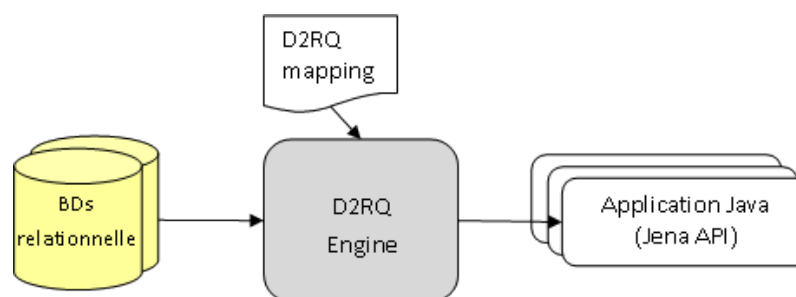 D2RQ
mapping
BDs
relationnelle
D2RQ
Engine
Application Java
(Jena API)